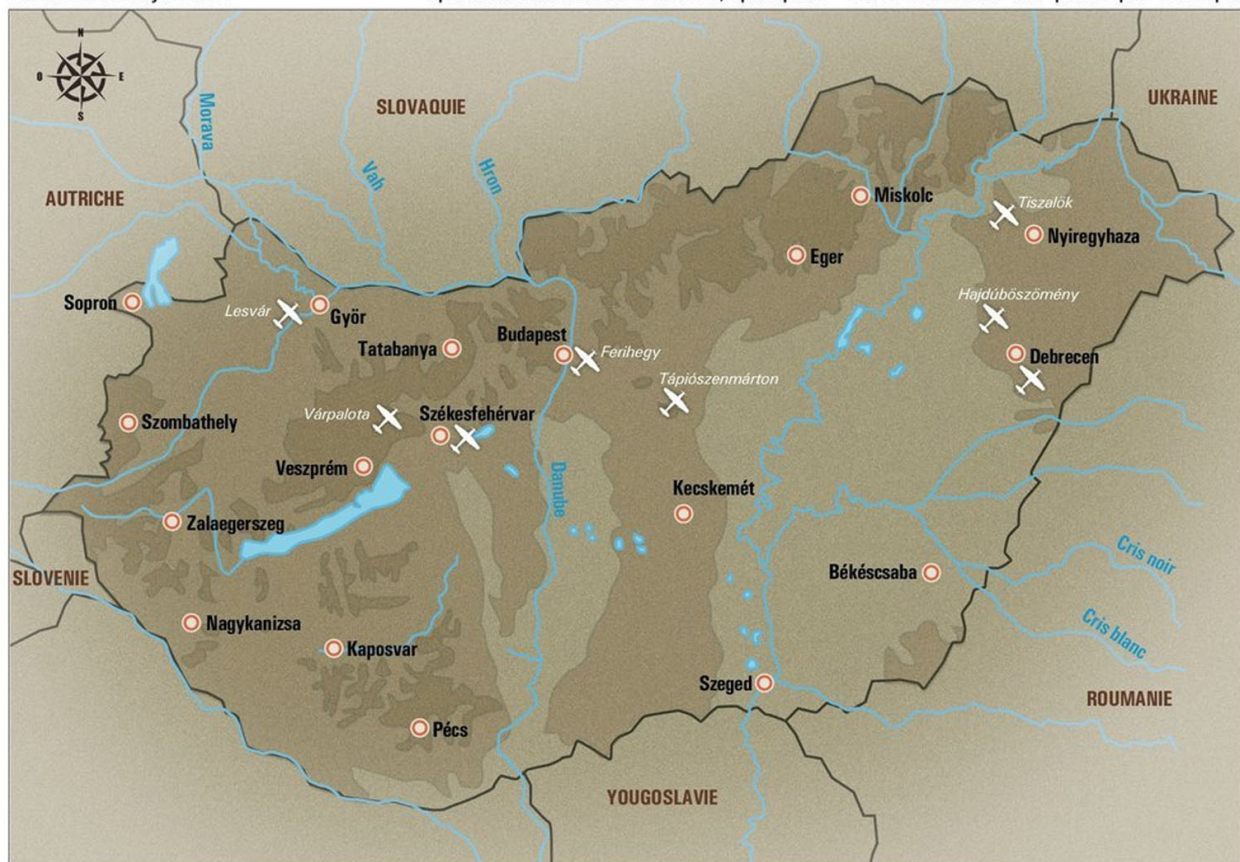 N
O
E
S
SLOVAQUIE
UKRAINE
Morava
Vah
Hron
AUTRICHE
Miskolc
Tiszalök
Nyiregyhaza
Eger
Sopron
Lesvár
Györ
Hajdúböszörmény
Tatabanya
Budapest
Ferihegy
Debrecen
Tápiószenmárton
Szombathely
Várpalota
Székesfehérvar
Veszprém
Danube
Kecskemét
Zalaegerszeg
SLOVENIE
Békéscsaba
Cris noir
Nagykanizsa
Kaposvar
Cris blanc
Szeged
ROUMANIE
Pécs
YOUGOSLAVIE